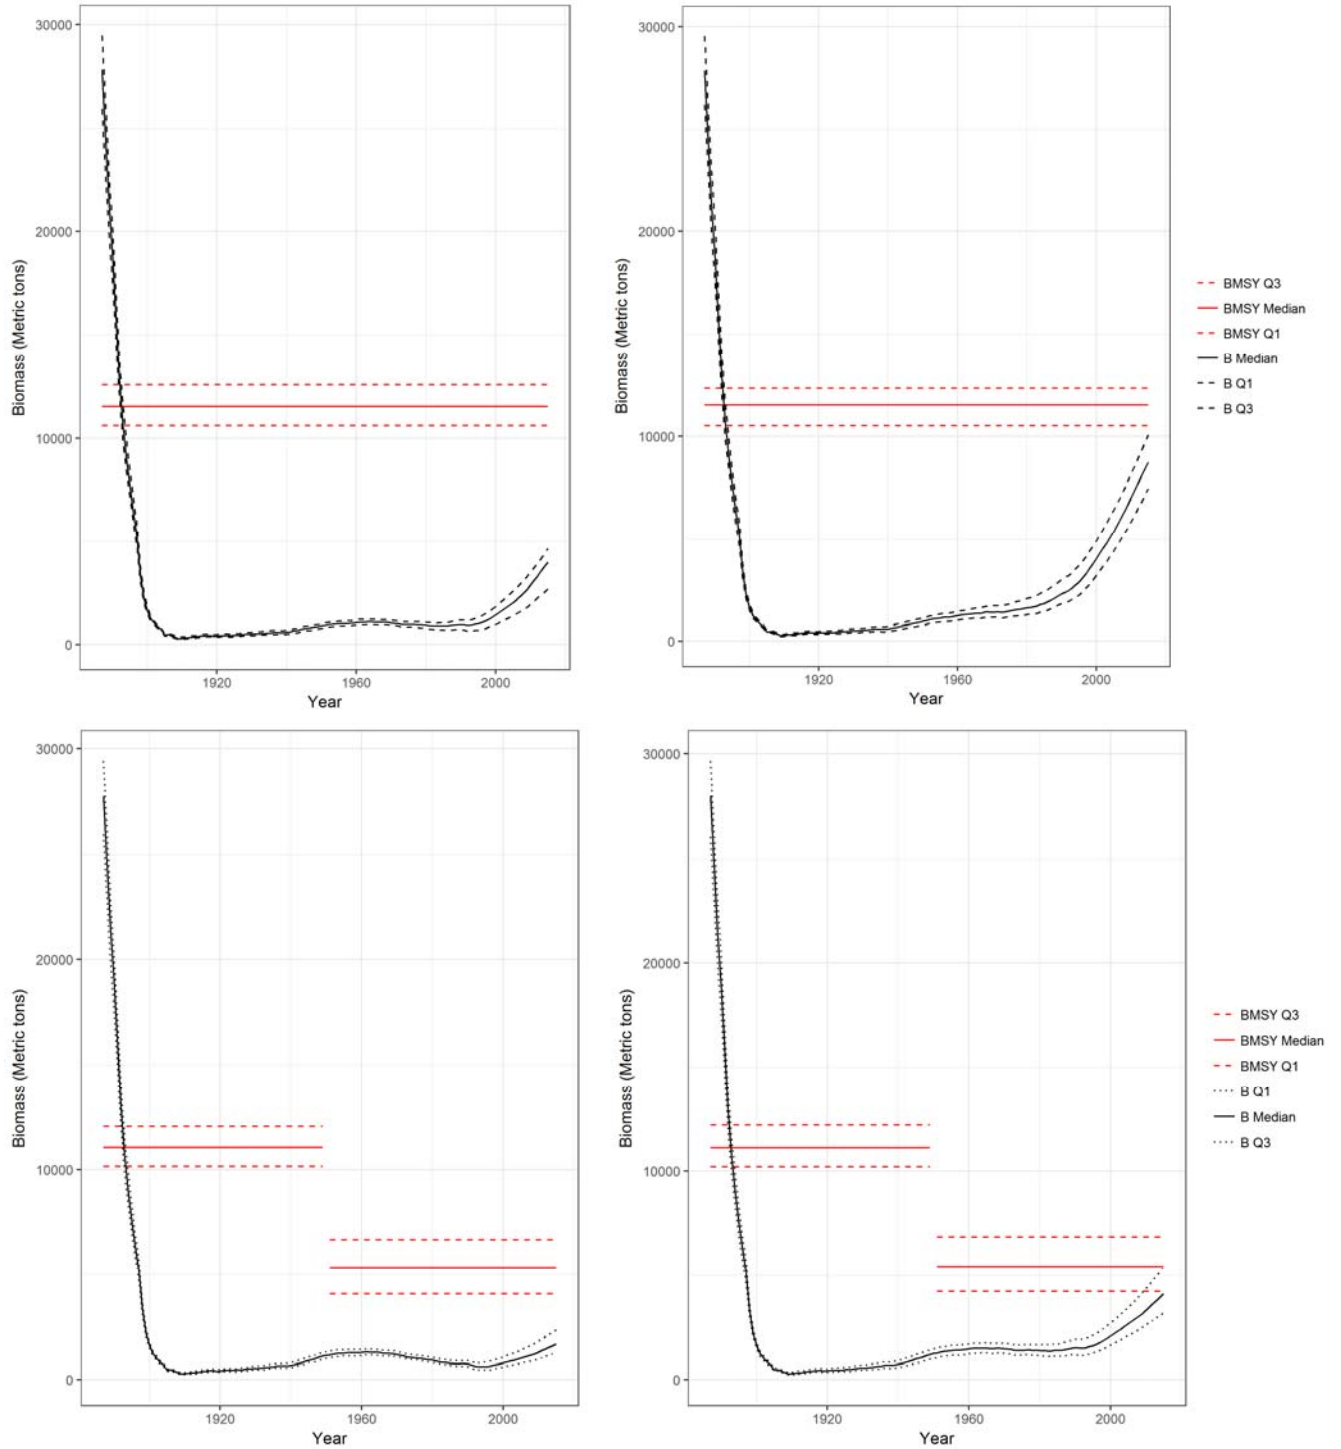 30000
20000
10000
0
Biomass (Metric tons)
1920 1960 2000
Year
30000
20000
10000
0
Biomass (Metric tons)
1920 1960 2000
Year
BMSY Q3
BMSY Median
BMSY Q1
B Median
B Q1
B Q3
30000
20000
10000
0
Biomass (Metric tons)
1920 1960 2000
Year
30000
20000
10000
0
Biomass (Metric tons)
1920 1960 2000
Year
BMSY Q3
BMSY Median
BMSY Q1
B Q1
B Median
B Q3